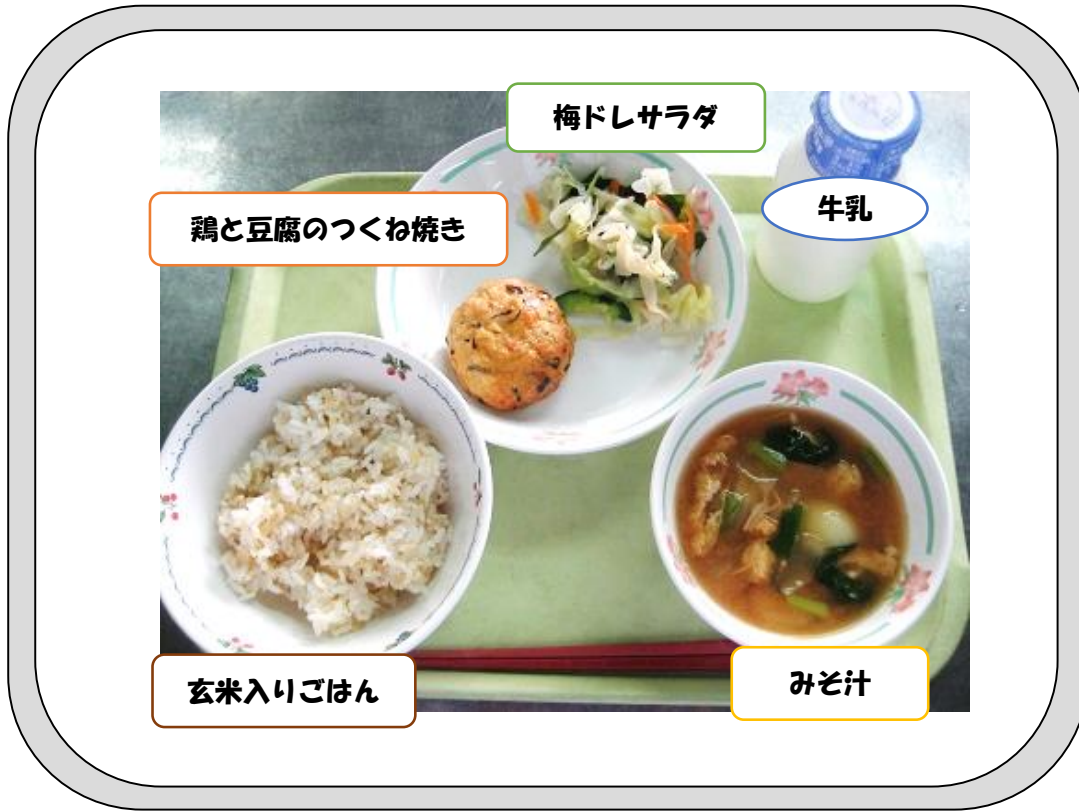 梅ドレサラダ
牛乳
鶏と豆腐のつくね焼き
玄米入りごはん
みそ汁